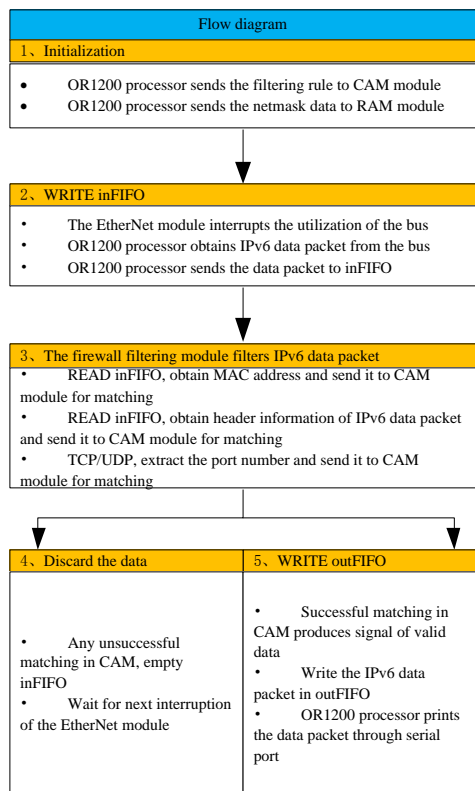 Flow diagram
1、Initialization
• OR1200 processor sends the filtering rule to CAM module
• OR1200 processor sends the netmask data to RAM module
2、WRITE inFIFO
• The EtherNet module interrupts the utilization of the bus
• OR1200 processor obtains IPv6 data packet from the bus
• OR1200 processor sends the data packet to inFIFO
3、The firewall filtering module filters IPv6 data packet
• READ inFIFO, obtain MAC address and send it to CAM
module for matching
• READ inFIFO, obtain header information of IPv6 data packet
and send it to CAM module for matching
• TCP/UDP, extract the port number and send it to CAM
module for matching
4、Discard the data
• Any unsuccessful
matching in CAM, empty
inFIFO
• Wait for next interruption
of the EtherNet module
5、WRITE outFIFO
• Successful matching in
CAM produces signal of valid
data
• Write the IPv6 data
packet in outFIFO
• OR1200 processor prints
the data packet through serial
port